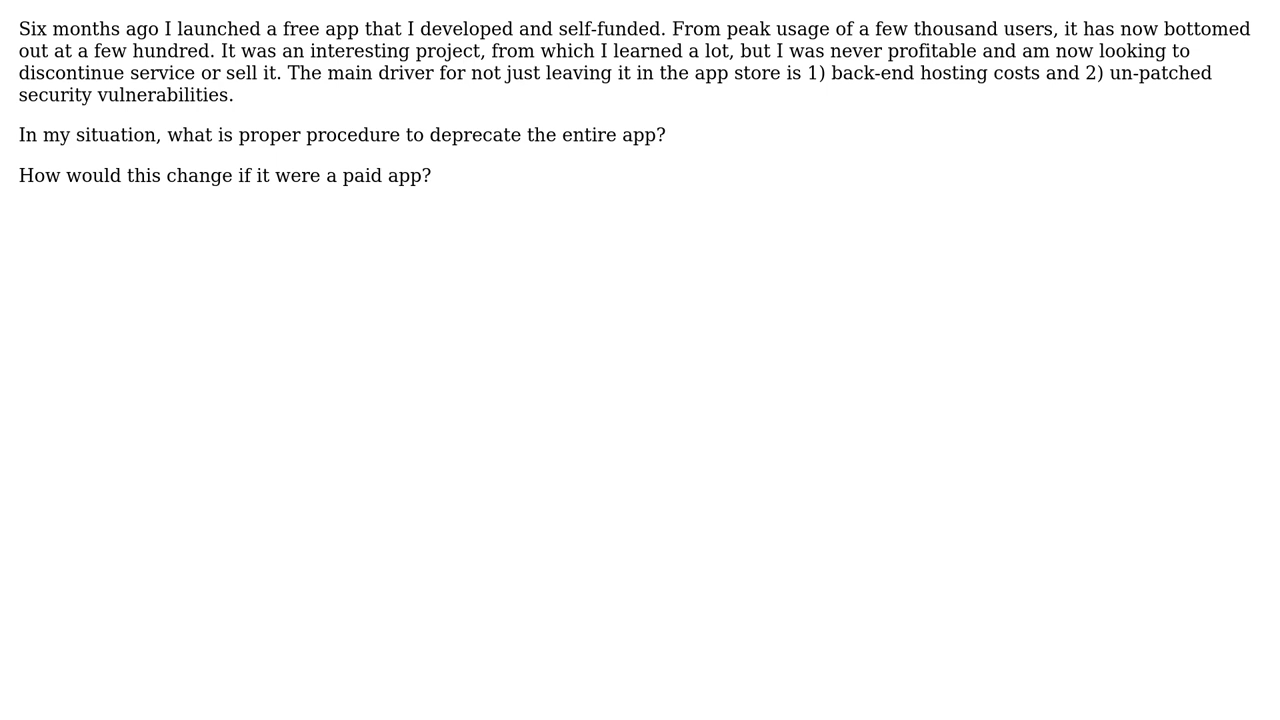 Six months ago I launched a free app that I developed and self-funded. From peak usage of a few thousand users, it has now bottomed
out at a few hundred. It was an interesting project, from which I learned a lot, but I was never profitable and am now looking to
discontinue service or sell it. The main driver for not just leaving it in the app store is 1) back-end hosting costs and 2) un-patched
security vulnerabilities.
In my situation, what is proper procedure to deprecate the entire app?
How would this change if it were a paid app?